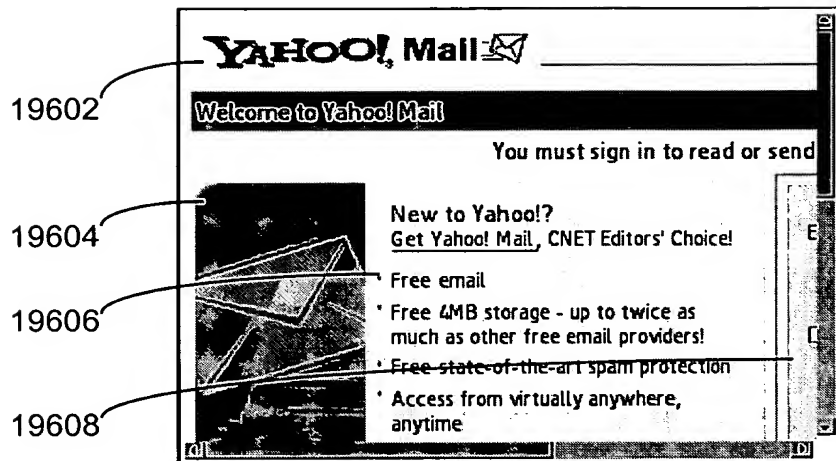 YAHOO! Mail
19602
Welcome to Yahoo! Mail
You must sign in to read or send
19604
New to Yahoo!?
Get Yahoo! Mail, CNET Editors' Choice!
19606
• Free email
• Free 4MB storage - up to twice as
much as other free email providers!
• Free state-of-the-art spam protection
19608
• Access from virtually anywhere,
anytime
E